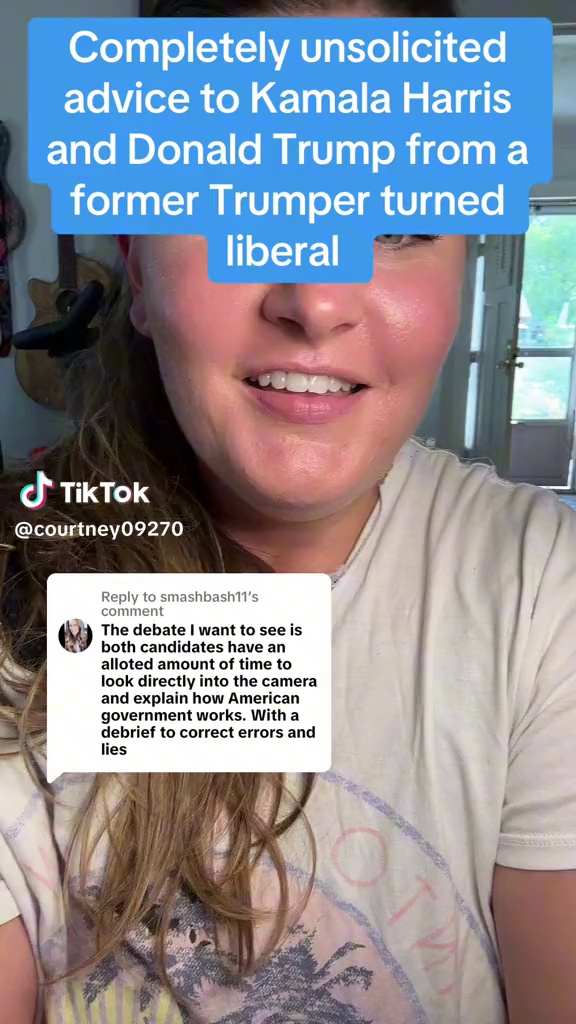 Completely unsolicited
advice to Kamala Harris
and Donald Trump from a
former Trumper turned
liberal
TikTok
@courtney09270
Reply to smashbash11's
comment
The debate I want to see is
both candidates have an
alloted amount of time to
look directly into the camera
and explain how American
government works. With a
debrief to correct errors and
lies